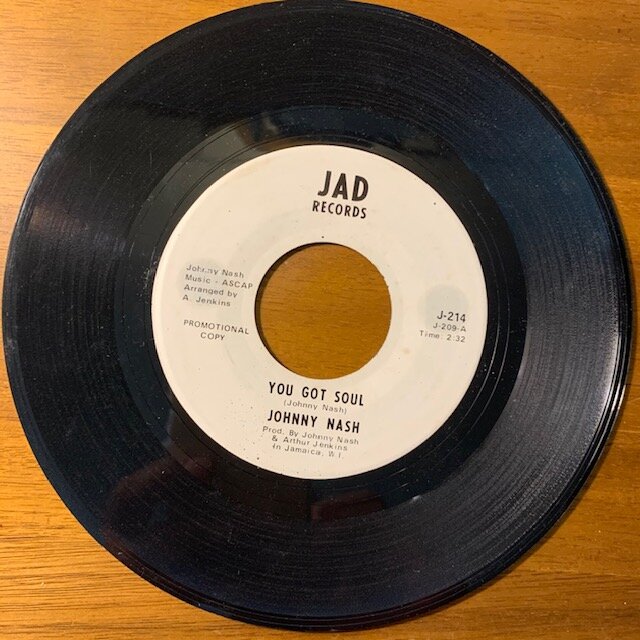 JAD
RECORDS
Johnny Nash
Music - ASCAP
Arranged by
A. Jenkins
PROMOTIONAL
COPY
J-214
J-209-A
Time: 2:32
YOU GOT SOUL
(Johnny Nash)
JOHNNY NASH
Prod. By Johnny Nash
& Arthur Jenkins
In Jamaica, W.I.